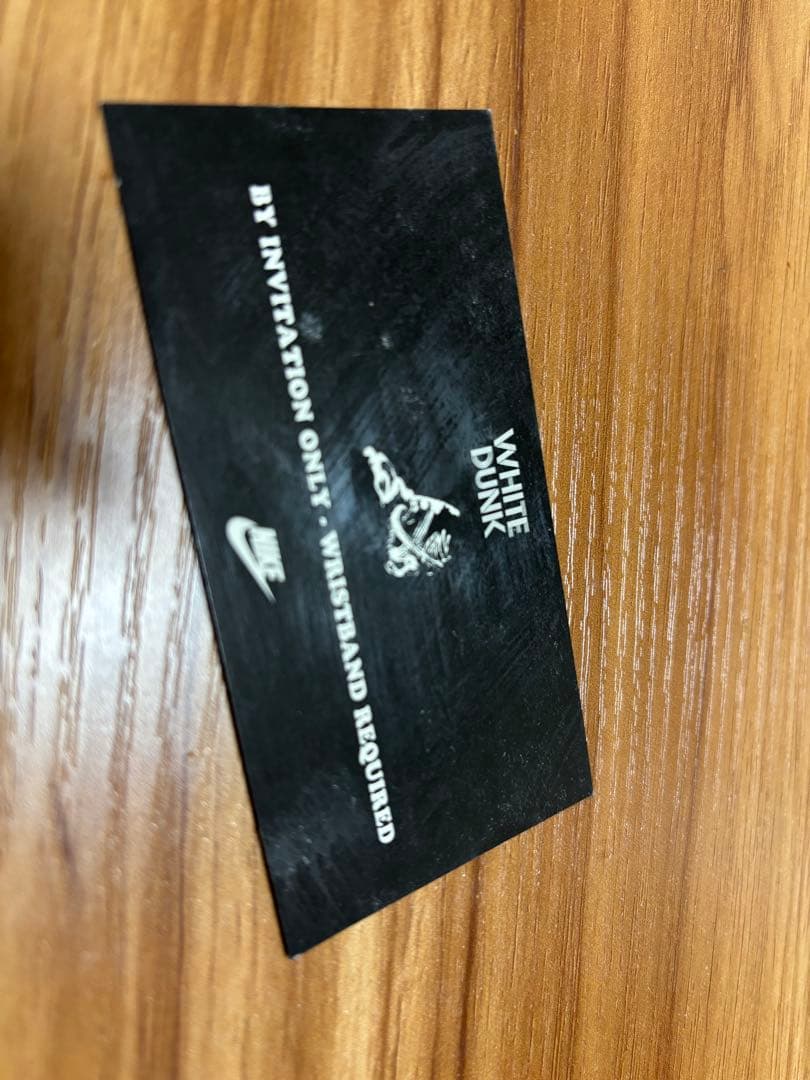 WHITE
DUNK
BY INVITATION ONLY · WRISTBAND REQUIRED
NIKE